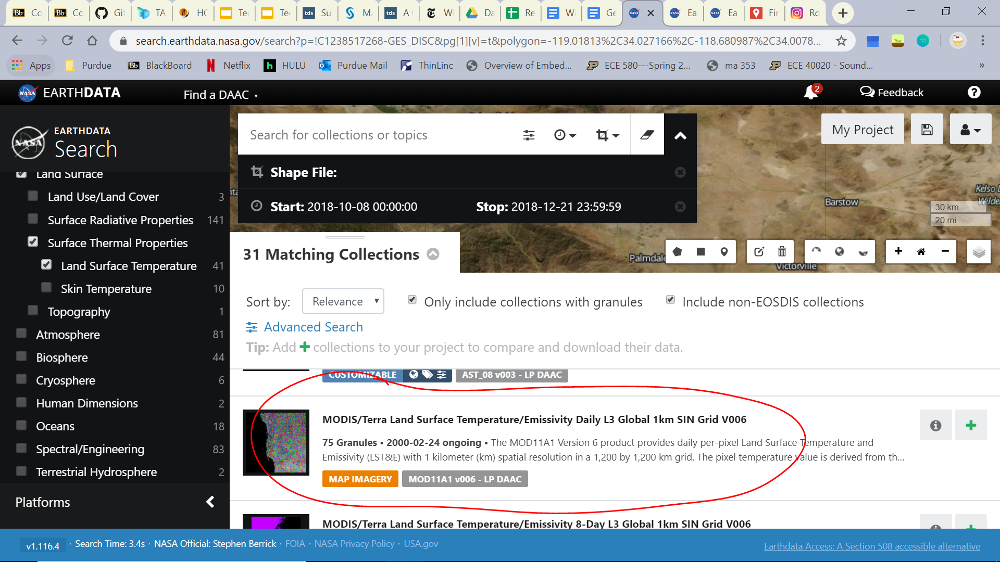 Co
Co
Git
TA
HC
Tec
Tec
tds
Su
Ma
tds
A
Wh
Da
Re
Wi
Ge
Ea
Ea
Fir
Ro
search.earthdata.nasa.gov/search?p=!C1238517268-GES_DISC&pg[1][v]=t&polygon=-119.01813%2C34.027166%2C-118.680987%2C34.0078...
Apps
Purdue
Bb BlackBoard
Netflix
h HULU
Purdue Mail
ThinLinc
Overview of Embed...
ECE 580---Spring 2...
ma 353
ECE 40020 - Sound...
»
NASA EARTHDATA
Find a DAAC
2
Feedback
?
NASA
EARTHDATA
Search
Land Surface
Land Use/Land Cover 3
Surface Radiative Properties 141
Surface Thermal Properties
Land Surface Temperature 41
Skin Temperature 10
Topography 1
Atmosphere 81
Biosphere 44
Cryosphere 6
Human Dimensions 2
Oceans 18
Spectral/Engineering 83
Terrestrial Hydrosphere 2
Platforms
Search for collections or topics
Shape File:
Start: 2018-10-08 00:00:00 Stop: 2018-12-21 23:59:59
My Project
Barstow
Kelso
Wilde
30 km
20 mi
Palmdale
Victorville
31 Matching Collections
Sort by: Relevance
Only include collections with granules
Include non-EOSDIS collections
Advanced Search
Tip: Add + collections to your project to compare and download their data.
CUSTOMIZABLE
AST_08 v003 - LP DAAC
MODIS/Terra Land Surface Temperature/Emissivity Daily L3 Global 1km SIN Grid V006
75 Granules • 2000-02-24 ongoing • The MOD11A1 Version 6 product provides daily per-pixel Land Surface Temperature and
Emissivity (LST&E) with 1 kilometer (km) spatial resolution in a 1,200 by 1,200 km grid. The pixel temperature value is derived from th...
MAP IMAGERY
MOD11A1 v006 - LP DAAC
MODIS/Terra Land Surface Temperature/Emissivity 8-Day L3 Global 1km SIN Grid V006
v1.116.4 · Search Time: 3.4s · NASA Official: Stephen Berrick · FOIA · NASA Privacy Policy · USA.gov
Earthdata Access: A Section 508 accessible alternative